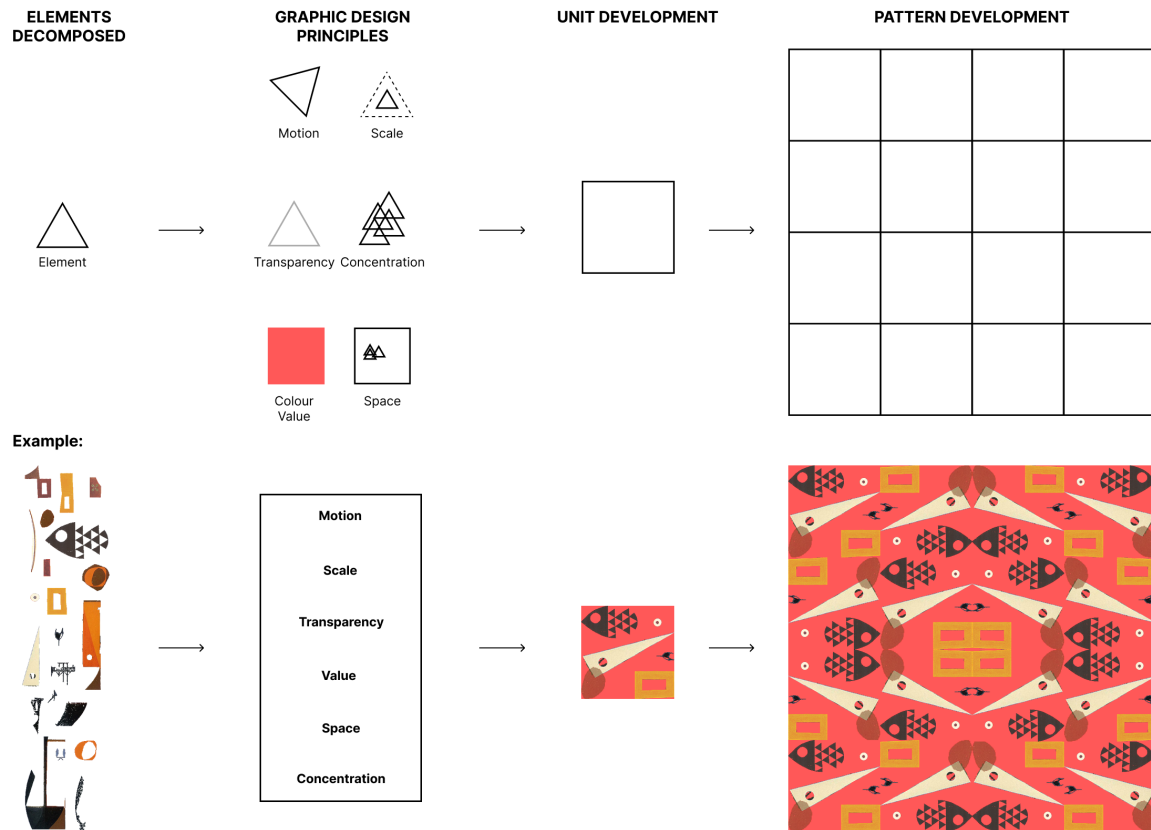 ELEMENTS
DECOMPOSED
GRAPHIC DESIGN
PRINCIPLES
UNIT DEVELOPMENT
PATTERN DEVELOPMENT
Motion
Scale
Element
Transparency
Concentration
Colour
Value
Space
Example:
Motion
Scale
Transparency
Value
Space
Concentration